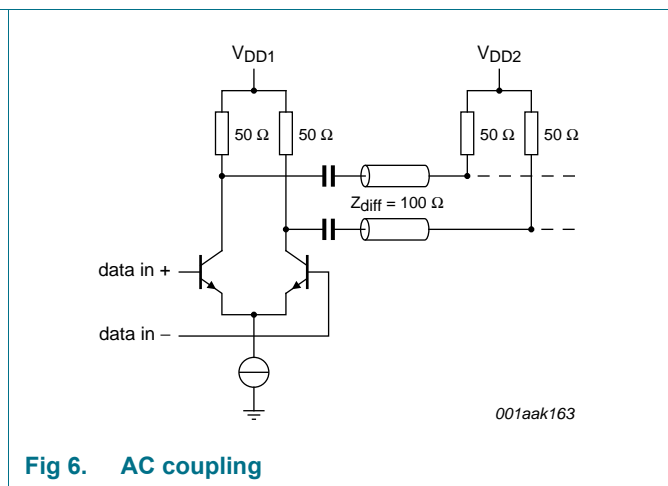 VDD1 VDD2
50 Ω 50 Ω 50 Ω 50 Ω
Zdiff = 100 Ω
data in +
data in −
001aak163
Fig 6. AC coupling